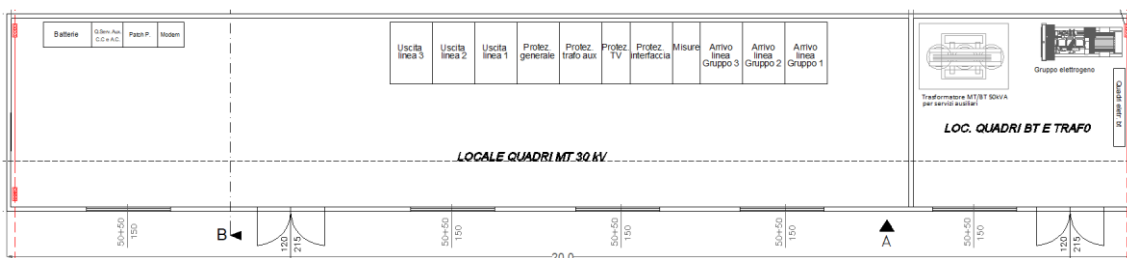 Batterie
Q.Serv. Aux.
C.C e A.C.
Patch P.
Modem
Uscita
linea 3
Uscita
linea 2
Uscita
linea 1
Protez.
generale
Protez.
trafo aux
Protez.
TV
Protez.
interfaccia
Misure
Arrivo
linea
Gruppo 3
Arrivo
linea
Gruppo 2
Arrivo
linea
Gruppo 1
Trasformatore MT/BT 50kVA
per servizi ausiliari
Gruppo elettrogeno
Quadri elettr. bt
LOC. QUADRI BT E TRAFO
LOCALE QUADRI MT 30 kV
50+50
150
B
120
215
50+50
150
50+50
150
50+50
150
A
50+50
150
120
215
20.0